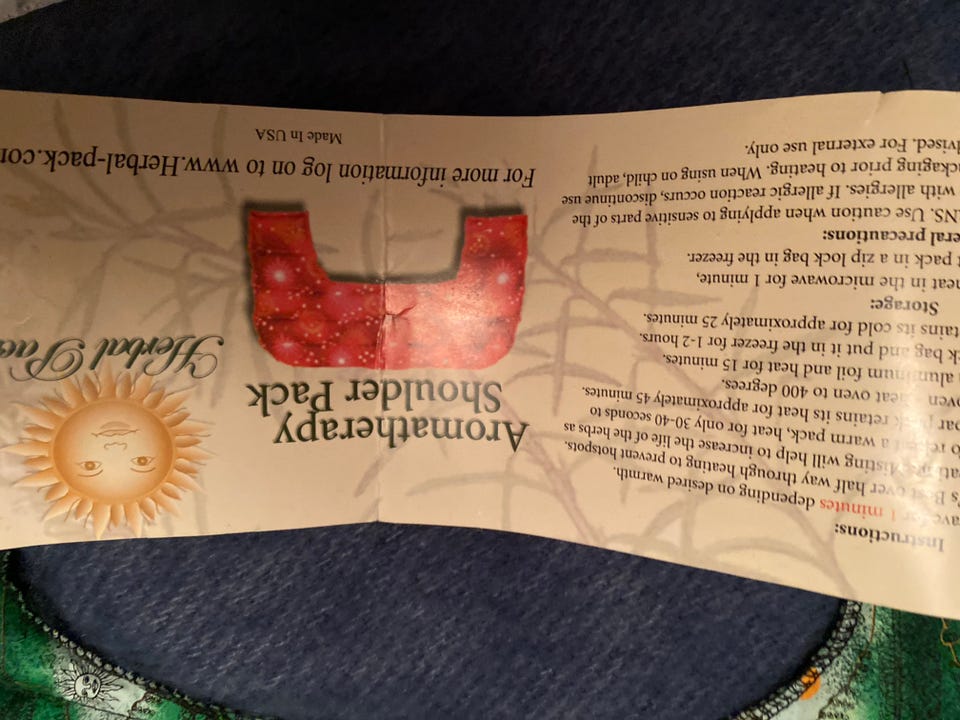 Instructions:
ave for 1 minutes depending on desired warmth.
over half way through heating to prevent hotspots.
Misting will help to increase the life of the herbs as
a warm pack, heat for only 30-40 seconds to
pack retains its heat for approximately 45 minutes.
heat oven to 400 degrees.
aluminum foil and heat for 15 minutes.
bag and put it in the freezer for 1-2 hours.
tains its cold for approximately 25 minutes.
Storage:
heat in the microwave for 1 minute,
pack in a zip lock bag in the freezer.
eral precautions:
NS. Use caution when applying to sensitive parts of the
with allergies. If allergic reaction occurs, discontinue use
ckaging prior to heating. When using on child, adult
dvised. For external use only.
Aromatherapy
Shoulder Pack
For more information log on to www.Herbal-pack.com
Made In USA
Herbal Pac